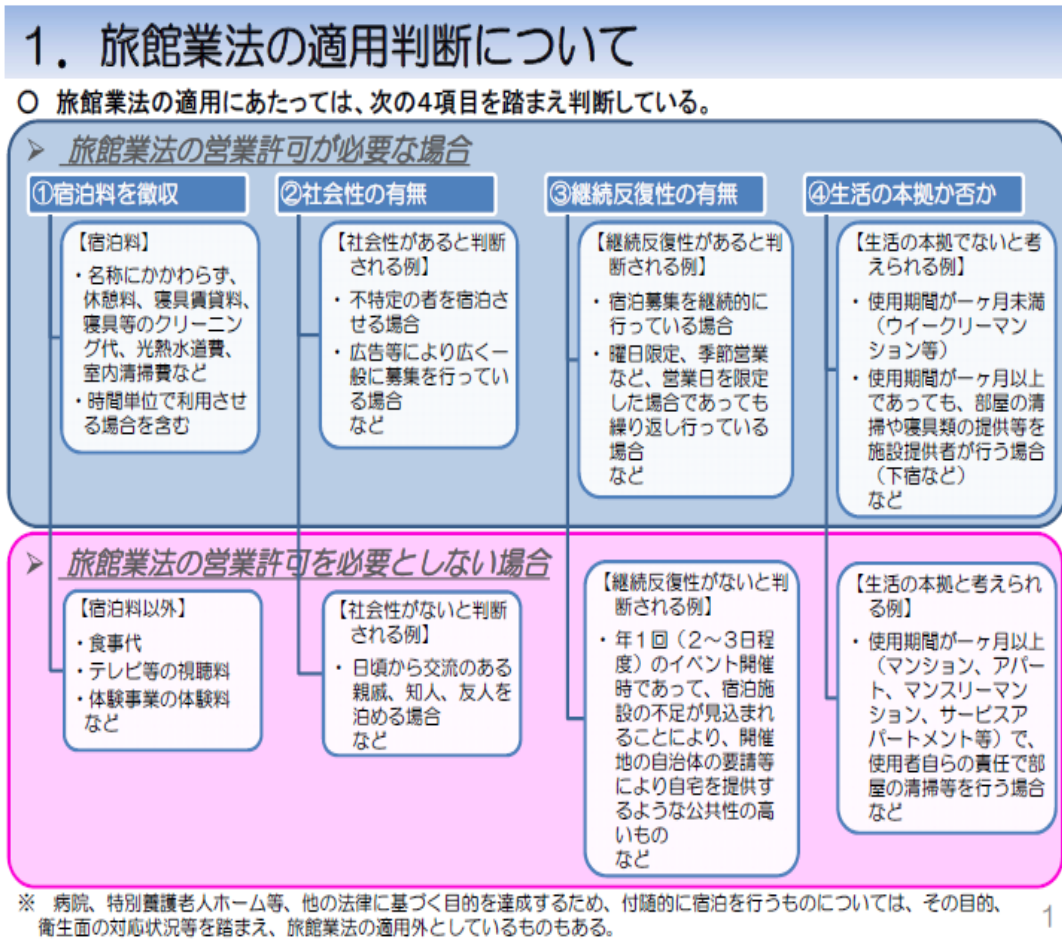 １．旅館業法の適用判断について
〇 旅館業法の適用にあたっては、次の４項目を踏まえ判断している。
➢ 旅館業法の営業許可が必要な場合
①宿泊料を徴収
【宿泊料】
・名称にかかわらず、
休憩料、寝具賃貸料、
寝具等のクリーニン
グ代、光熱水道費、
室内清掃費など
・時間単位で利用させ
る場合を含む
②社会性の有無
【社会性があると判断
される例】
・不特定の者を宿泊さ
せる場合
・広告等により広く一
般に募集を行ってい
る場合
など
③継続反復性の有無
【継続反復性があると判
断される例】
・宿泊募集を継続的に
行っている場合
・曜日限定、季節営業
など、営業日を限定
した場合であっても
繰り返し行っている
場合
など
④生活の本拠か否か
【生活の本拠でないと考
えられる例】
・使用期間が一ヶ月未満
（ウイークリーマン
ション等）
・使用期間が一ヶ月以上
であっても、部屋の清
掃や寝具類の提供等を
施設提供者が行う場合
（下宿など）
など
➢ 旅館業法の営業許可を必要としない場合
【宿泊料以外】
・食事代
・テレビ等の視聴料
・体験事業の体験料
など
【社会性がないと判断
される例】
・日頃から交流のある
親戚、知人、友人を
泊める場合
など
【継続反復性がないと判
断される例】
・年１回（２〜３日程
度）のイベント開催
時であって、宿泊施
設の不足が見込まれ
ることにより、開催
地の自治体の要請等
により自宅を提供す
るような公共性の高
いもの
など
【生活の本拠と考えられ
る例】
・使用期間が一ヶ月以上
（マンション、アパー
ト、マンスリーマン
ション、サービスア
パートメント等）で、
使用者自らの責任で部
屋の清掃等を行う場合
など
※ 病院、特別養護老人ホーム等、他の法律に基づく目的を達成するため、付随的に宿泊を行うものについては、その目的、
衛生面の対応状況等を踏まえ、旅館業法の適用外としているものもある。
1